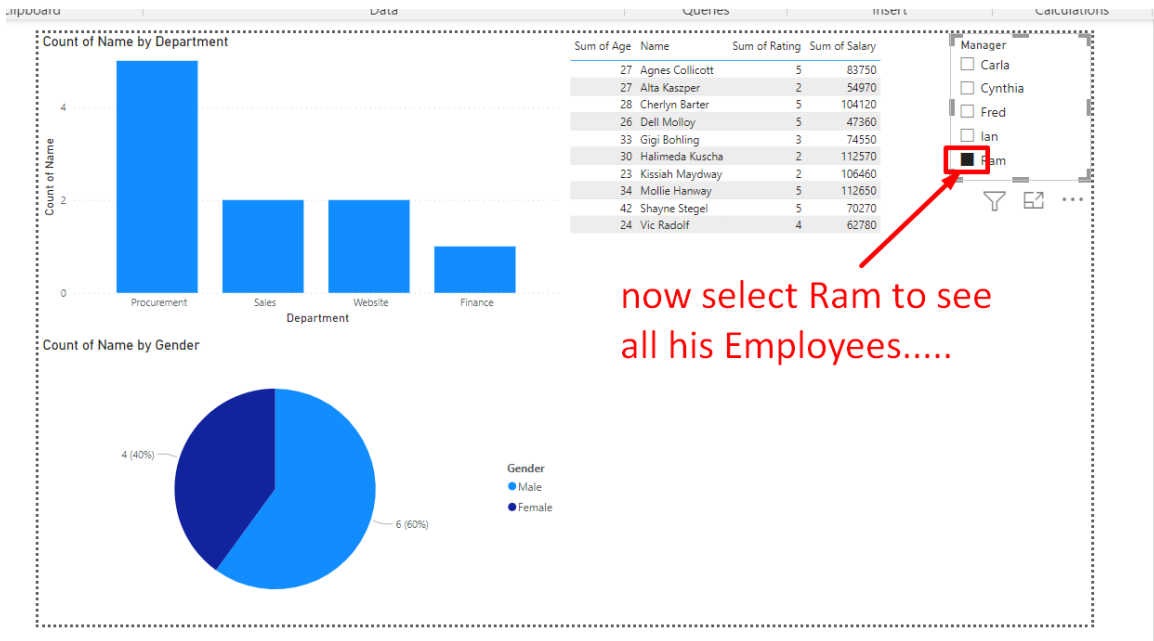 Clipboard Data Queries Insert Calculations
Count of Name by Department
Count of Name
4
2
0
Procurement Sales Website Finance
Department
Sum of Age Name Sum of Rating Sum of Salary
27 Agnes Collicott 5 83750
27 Alta Kaszper 2 54970
28 Cherlyn Barter 5 104120
26 Dell Molloy 5 47360
33 Gigi Bohling 3 74550
30 Halimeda Kuscha 2 112570
23 Kissiah Maydway 2 106460
34 Mollie Hanway 5 112650
42 Shayne Stegel 5 70270
24 Vic Radolf 4 62780
Manager
Carla
Cynthia
Fred
Ian
Ram
now select Ram to see
all his Employees.....
Count of Name by Gender
4 (40%)
6 (60%)
Gender
Male
Female